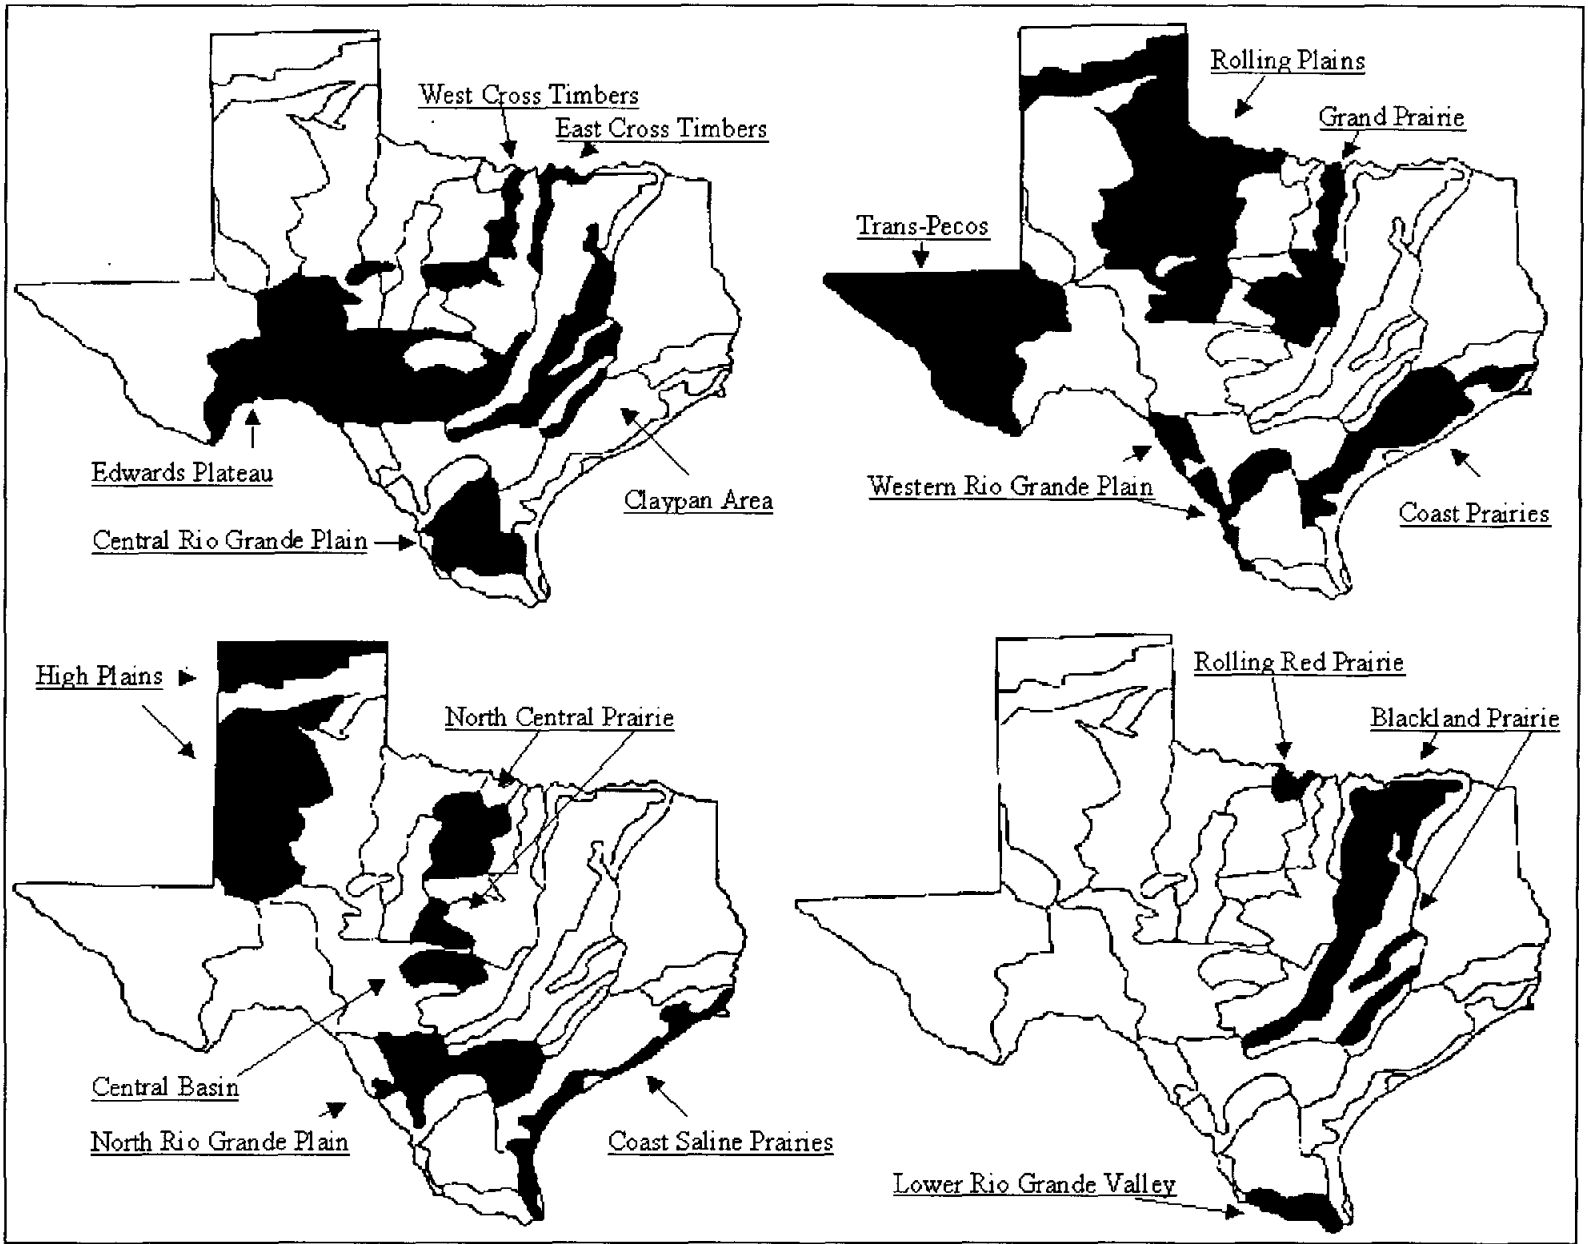 West Cross Timbers
East Cross Timbers
Edwards Plateau
Claypan Area
Central Rio Grande Plain
Rolling Plains
Grand Prairie
Trans-Pecos
Western Rio Grande Plain
Coast Prairies
High Plains
North Central Prairie
Central Basin
North Rio Grande Plain
Coast Saline Prairies
Rolling Red Prairie
Blackland Prairie
Lower Rio Grande Valley